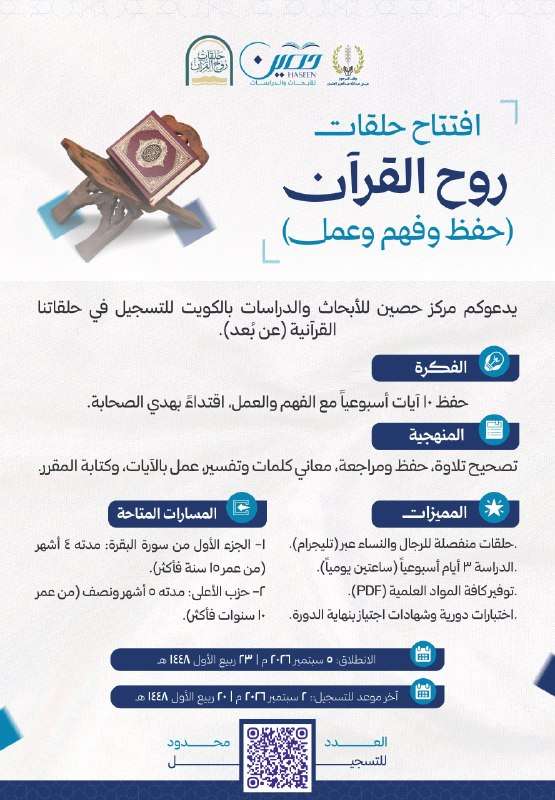 حلقات
روح القرآن
حصين
HASEEN
للأبحاث والدراسات
افتتاح حلقات
روح القرآن
(حفظ وفهم وعمل)
يدعوكم مركز حصين للأبحاث والدراسات بالكويت للتسجيل في حلقاتنا
القرآنية (عن بُعد).
الفكرة
حفظ ١٠ آيات أسبوعياً مع الفهم والعمل، اقتداءً بهدي الصحابة.
المنهجية
تصحيح تلاوة، حفظ ومراجعة، معاني كلمات وتفسير، عمل بالآيات، وكتابة المقرر.
المميزات
.حلقات منفصلة للرجال والنساء عبر (تليجرام).
.الدراسة ٣ أيام أسبوعياً (ساعتين يومياً).
.توفير كافة المواد العلمية (PDF).
.اختبارات دورية وشهادات اجتياز بنهاية الدورة.
المسارات المتاحة
١- الجزء الأول من سورة البقرة: مدته ٤ أشهر
(من عمر ١٥ سنة فأكثر).
٢- حزب الأعلى: مدته ٥ أشهر ونصف (من عمر
١٠ سنوات فأكثر).
الانطلاق: ٥ سبتمبر ٢٠٢٦ م | ٢٣ ربيع الأول ١٤٤٨ هـ
آخر موعد للتسجيل:: ٢ سبتمبر ٢٠٢٦ م | ٢٠ ربيع الأول ١٤٤٨ هـ
العدد محدود
للتسجيل